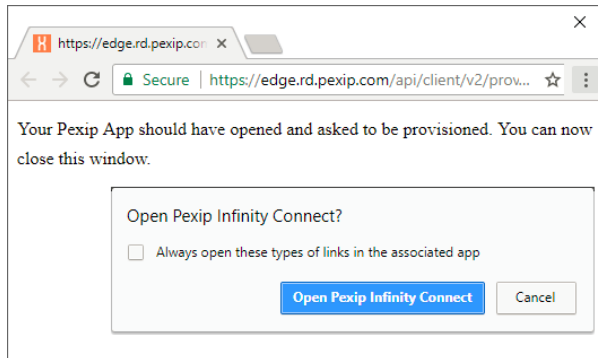 https://edge.rd.pexip.con
Secure | https://edge.rd.pexip.com/api/client/v2/prov...
Your Pexip App should have opened and asked to be provisioned. You can now
close this window.
Open Pexip Infinity Connect?
Always open these types of links in the associated app
Open Pexip Infinity Connect Cancel